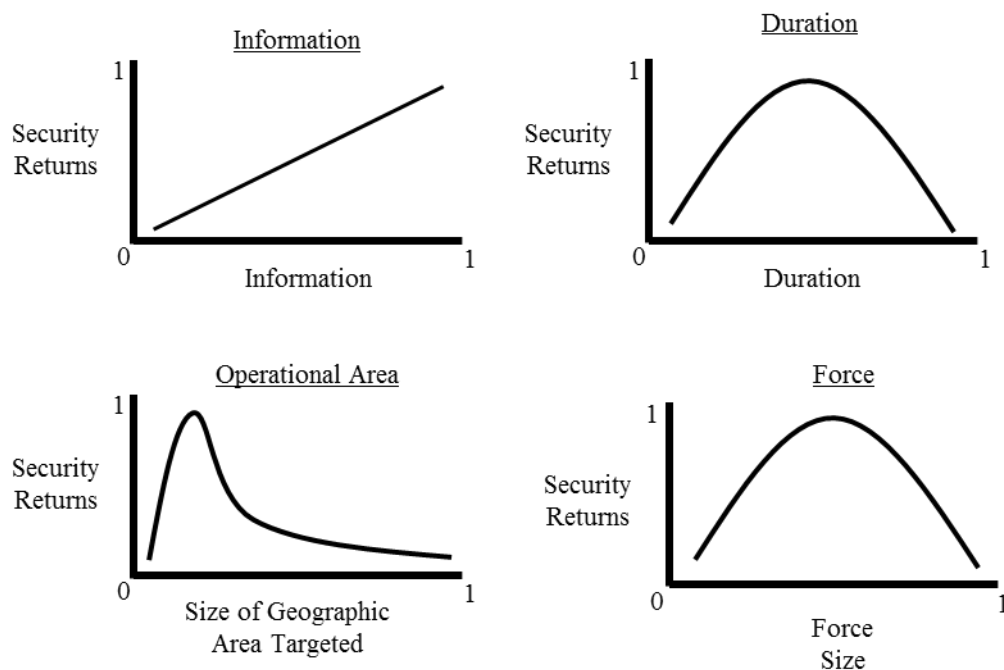 Information
1
Security
Returns
0
1
Information
Duration
1
Security
Returns
0
1
Duration
Operational Area
1
Security
Returns
0
1
Size of Geographic
Area Targeted
Force
1
Security
Returns
0
1
Force
Size